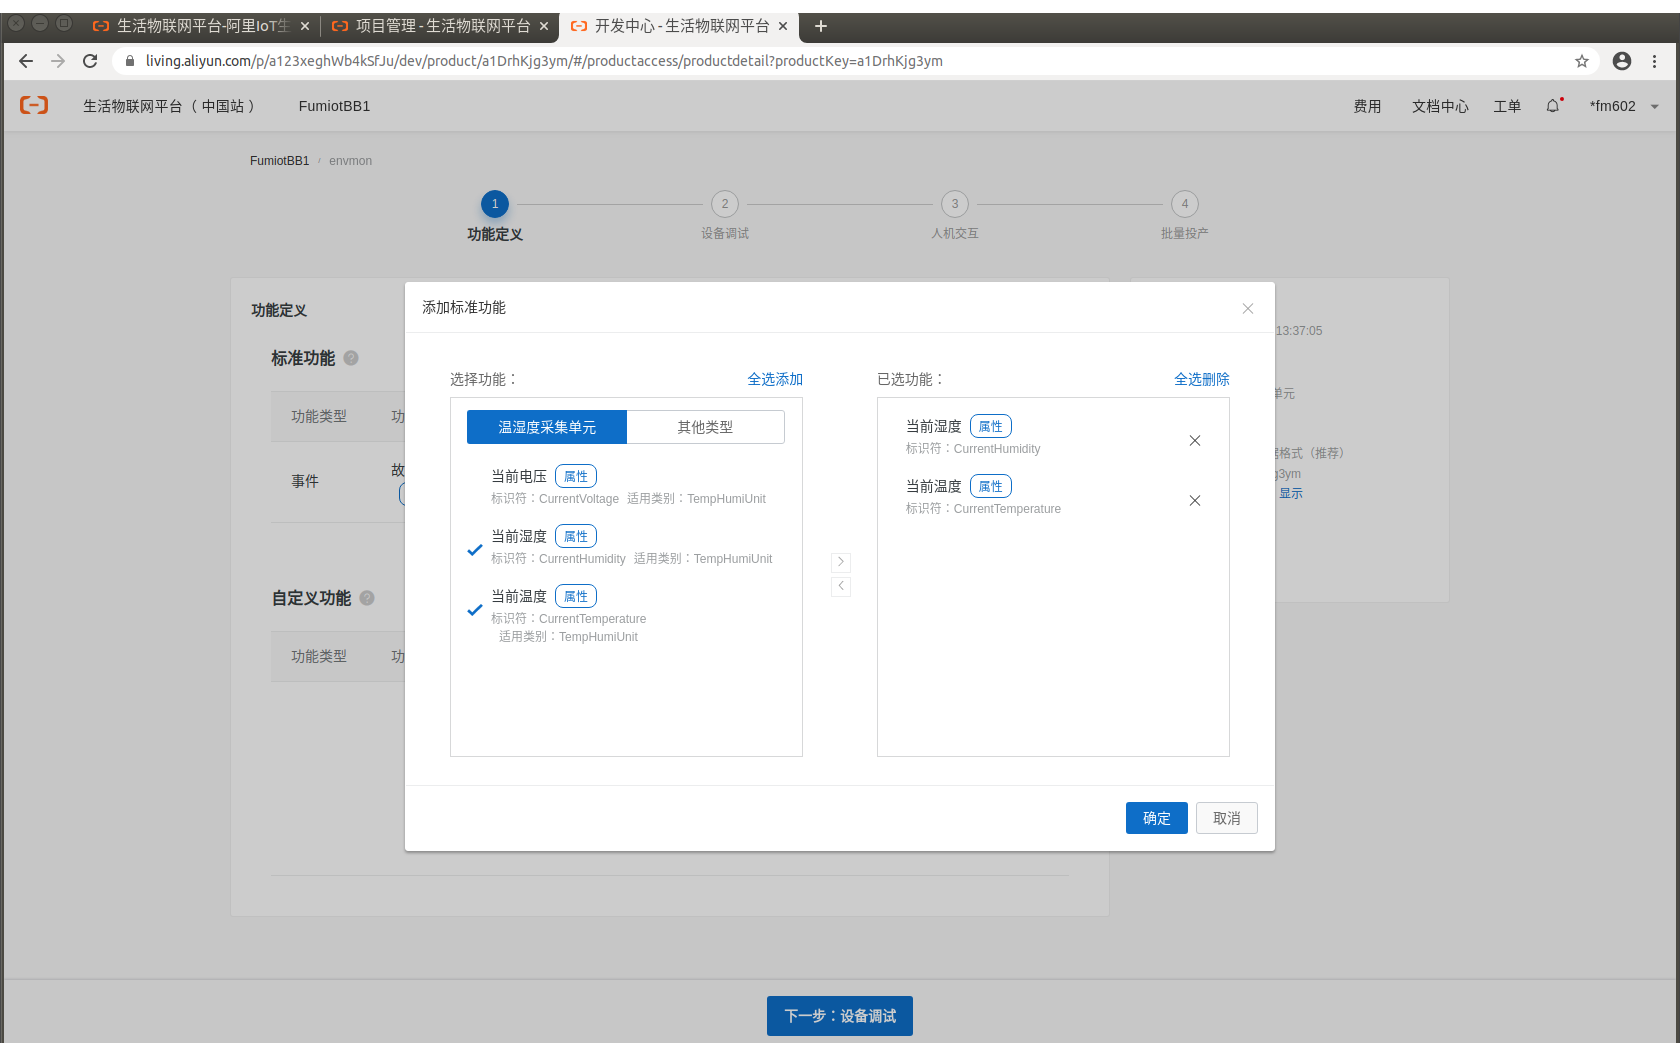 生活物联网平台-阿里IoT生
项目管理 - 生活物联网平台
开发中心 - 生活物联网平台
living.aliyun.com/p/a123xeghWb4kSfJu/dev/product/a1DrhKjg3ym/#/productaccess/productdetail?productKey=a1DrhKjg3ym
生活物联网平台（ 中国站 ）
FumiotBB1
费用
文档中心
工单
*fm602
FumiotBB1 / envmon
1
2
3
4
功能定义
设备调试
人机交互
批量投产
功能定义
标准功能 ?
功能类型 功
事件 故
自定义功能 ?
功能类型 功
13:37:05
单元
格式（推荐）
g3ym
显示
添加标准功能
选择功能：
全选添加
温湿度采集单元
其他类型
当前电压 属性
标识符：CurrentVoltage 适用类别：TempHumiUnit
当前湿度 属性
标识符：CurrentHumidity 适用类别：TempHumiUnit
当前温度 属性
标识符：CurrentTemperature
适用类别：TempHumiUnit
已选功能：
全选删除
当前湿度 属性
标识符：CurrentHumidity
当前温度 属性
标识符：CurrentTemperature
确定
取消
下一步：设备调试